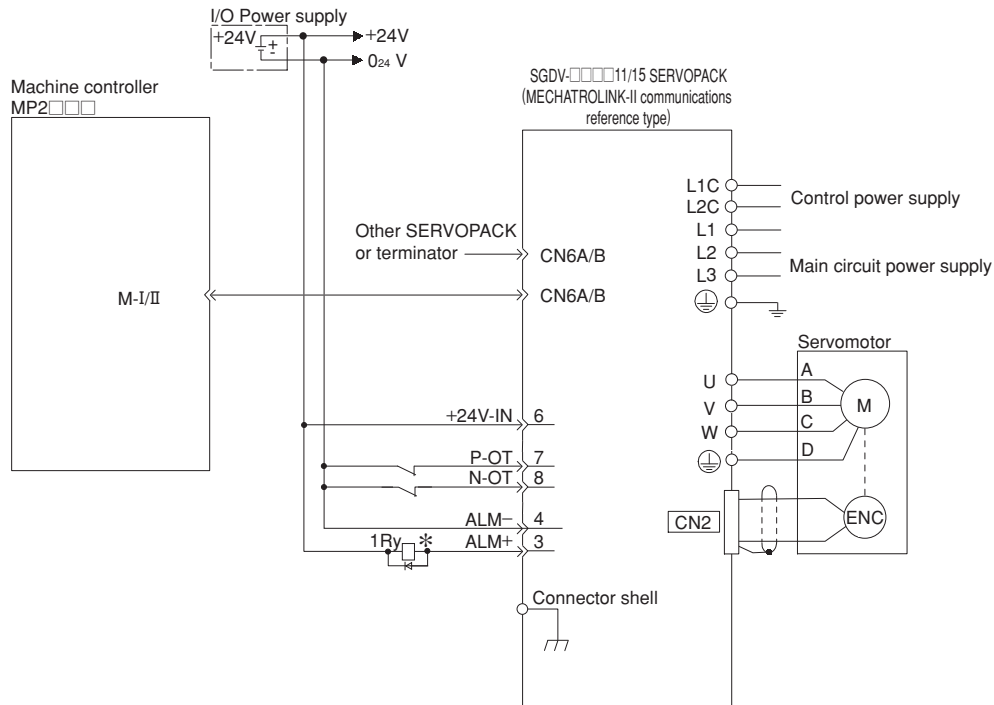 I/O Power supply
+24V
±
+24V
024 V
Machine controller
MP2□□□
SGDV-□□□□11/15 SERVOPACK
(MECHATROLINK-II communications
reference type)
L1C
L2C
Control power supply
L1
L2
L3
Main circuit power supply
Other SERVOPACK
or terminator
CN6A/B
M-I/II
CN6A/B
Servomotor
U
A
V
B
W
C
D
M
+24V-IN
6
P-OT
7
N-OT
8
ALM−
4
1Ry
*
ALM+
3
CN2
ENC
Connector shell